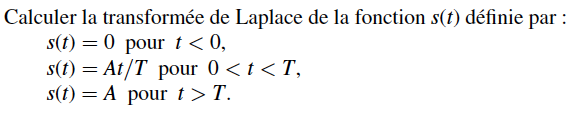 Calculer la transformée de Laplace de la fonction s(t) définie par :
s(t) = 0 pour t < 0,
s(t) = At/T pour 0 < t < T,
s(t) = A pour t > T.